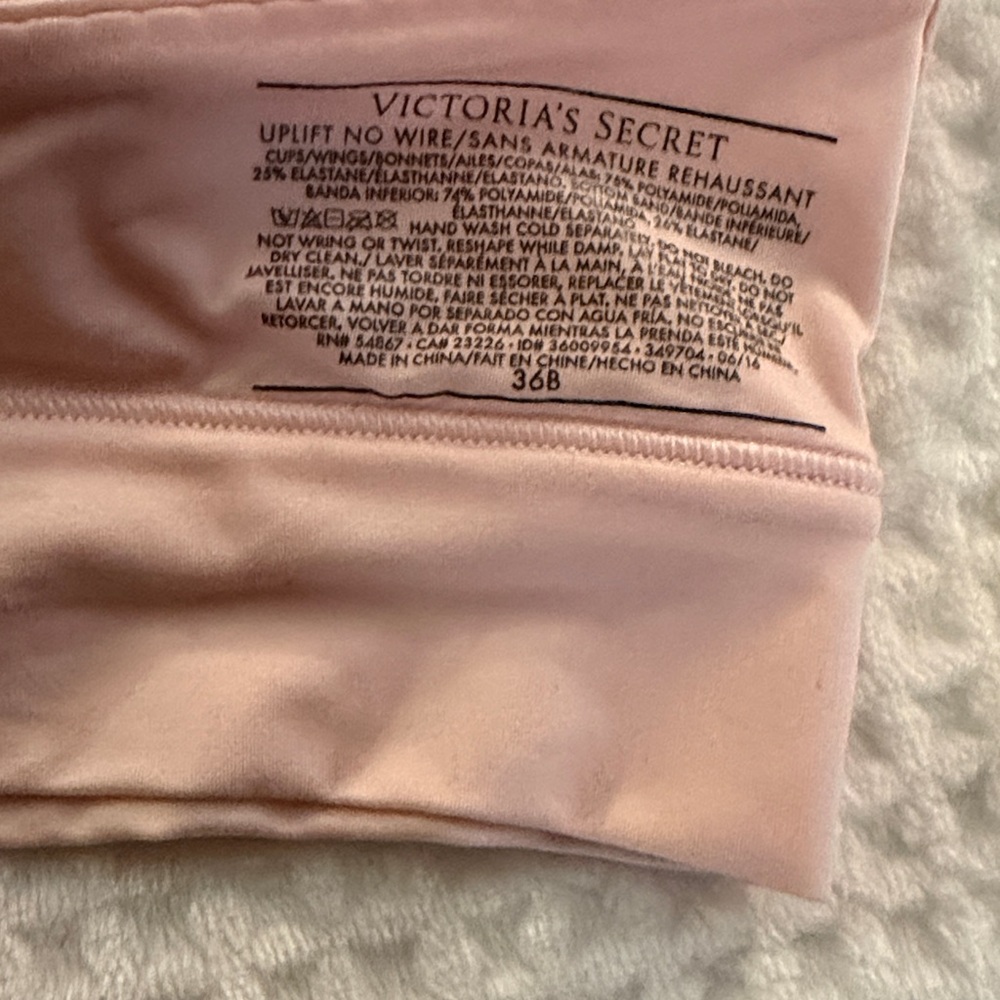 VICTORIA'S SECRET
UPLIFT NO WIRE/SANS ARMATURE REHAUSSANT
CUPS/WINGS/BONNETS/AILES/COPAS/ALAS: 75% POLYAMIDE/POLIAMIDA,
25% ELASTANE/ÉLASTHANNE/ELASTANO, BOTTOM BAND/BANDE INFÉRIEURE/
BANDA INFERIOR: 74% POLYAMIDE/POLIAMIDA, 26% ELASTANE/
ÉLASTHANNE/ELASTANO
HAND WASH COLD SEPARATELY, DO NOT BLEACH, DO
NOT WRING OR TWIST, RESHAPE WHILE DAMP, LAY FLAT TO DRY, DO NOT
DRY CLEAN./ LAVER SÉPARÉMENT À LA MAIN, À L'EAU NE PAS
JAVELLISER, NE PAS TORDRE NI ESSORER, REPLACER LE VÊTEMENT LORSQU'IL
EST ENCORE HUMIDE, FAIRE SÉCHER À PLAT, NE PAS NETTOYER À SEC/
LAVAR A MANO POR SEPARADO CON AGUA FRÍA, NO
RETORCER, VOLVER A DAR FORMA MIENTRAS LA PRENDA ESTÉ
RN# 54867 • CA# 23226 • ID# 36009954 • 349704 • 06/16
MADE IN CHINA/FAIT EN CHINE/HECHO EN CHINA
36B